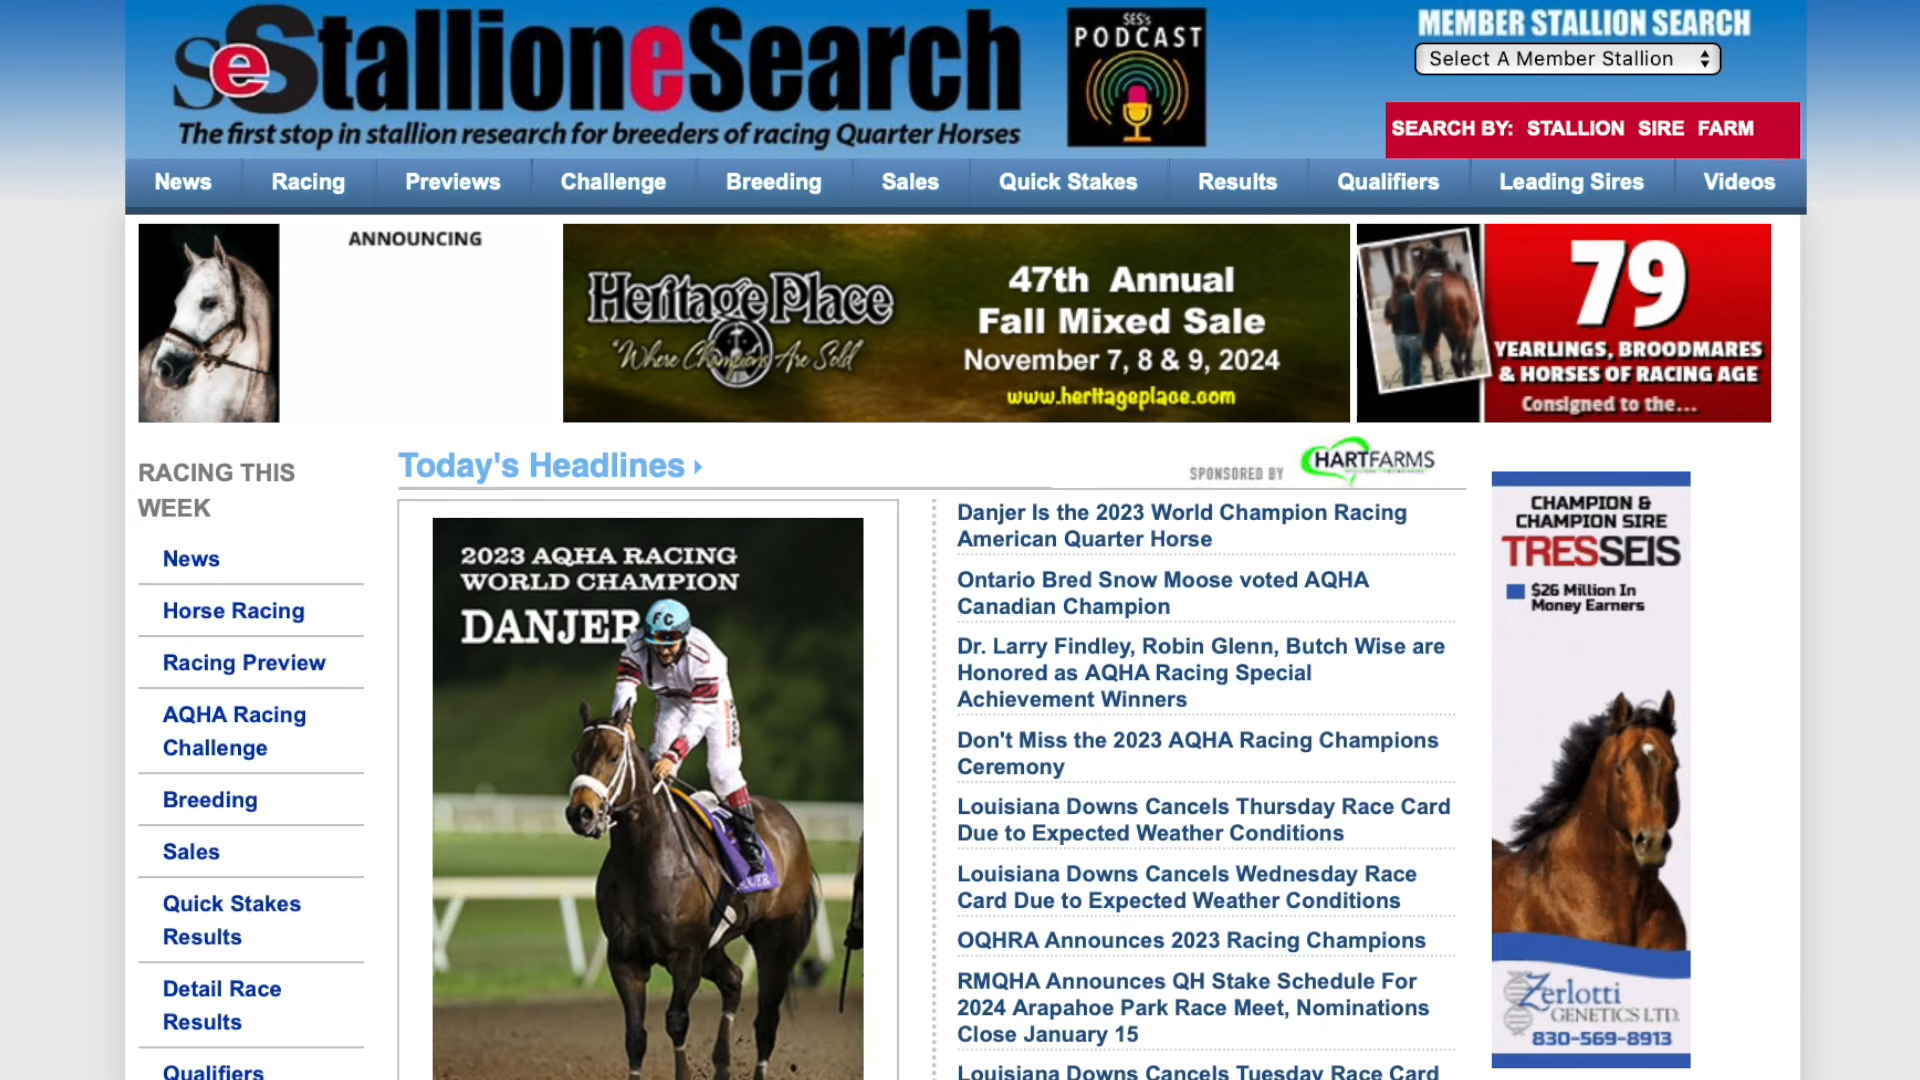 SeStallioneSearch
The first stop in stallion research for breeders of racing Quarter Horses
SES's
PODCAST
MEMBER STALLION SEARCH
Select A Member Stallion
SEARCH BY: STALLION SIRE FARM
News Racing Previews Challenge Breeding Sales Quick Stakes Results Qualifiers Leading Sires Videos
ANNOUNCING
Heritage Place
"Where Champions Are Sold
47th Annual
Fall Mixed Sale
November 7, 8 & 9, 2024
www.heritageplace.com
79
YEARLINGS, BROODMARES
& HORSES OF RACING AGE
Consigned to the...
RACING THIS
WEEK
News
Horse Racing
Racing Preview
AQHA Racing
Challenge
Breeding
Sales
Quick Stakes
Results
Detail Race
Results
Qualifiers
Today's Headlines
SPONSORED BY
HARTFARMS
2023 AQHA RACING
WORLD CHAMPION
DANJER
FC
Danjer Is the 2023 World Champion Racing
American Quarter Horse
Ontario Bred Snow Moose voted AQHA
Canadian Champion
Dr. Larry Findley, Robin Glenn, Butch Wise are
Honored as AQHA Racing Special
Achievement Winners
Don't Miss the 2023 AQHA Racing Champions
Ceremony
Louisiana Downs Cancels Thursday Race Card
Due to Expected Weather Conditions
Louisiana Downs Cancels Wednesday Race
Card Due to Expected Weather Conditions
OQHRA Announces 2023 Racing Champions
RMQHA Announces QH Stake Schedule For
2024 Arapahoe Park Race Meet, Nominations
Close January 15
Louisiana Downs Cancels Tuesday Race Card
CHAMPION &
CHAMPION SIRE
TRESSEIS
$26 Million In
Money Earners
Zerlotti
GENETICS LTD.
830-569-8913